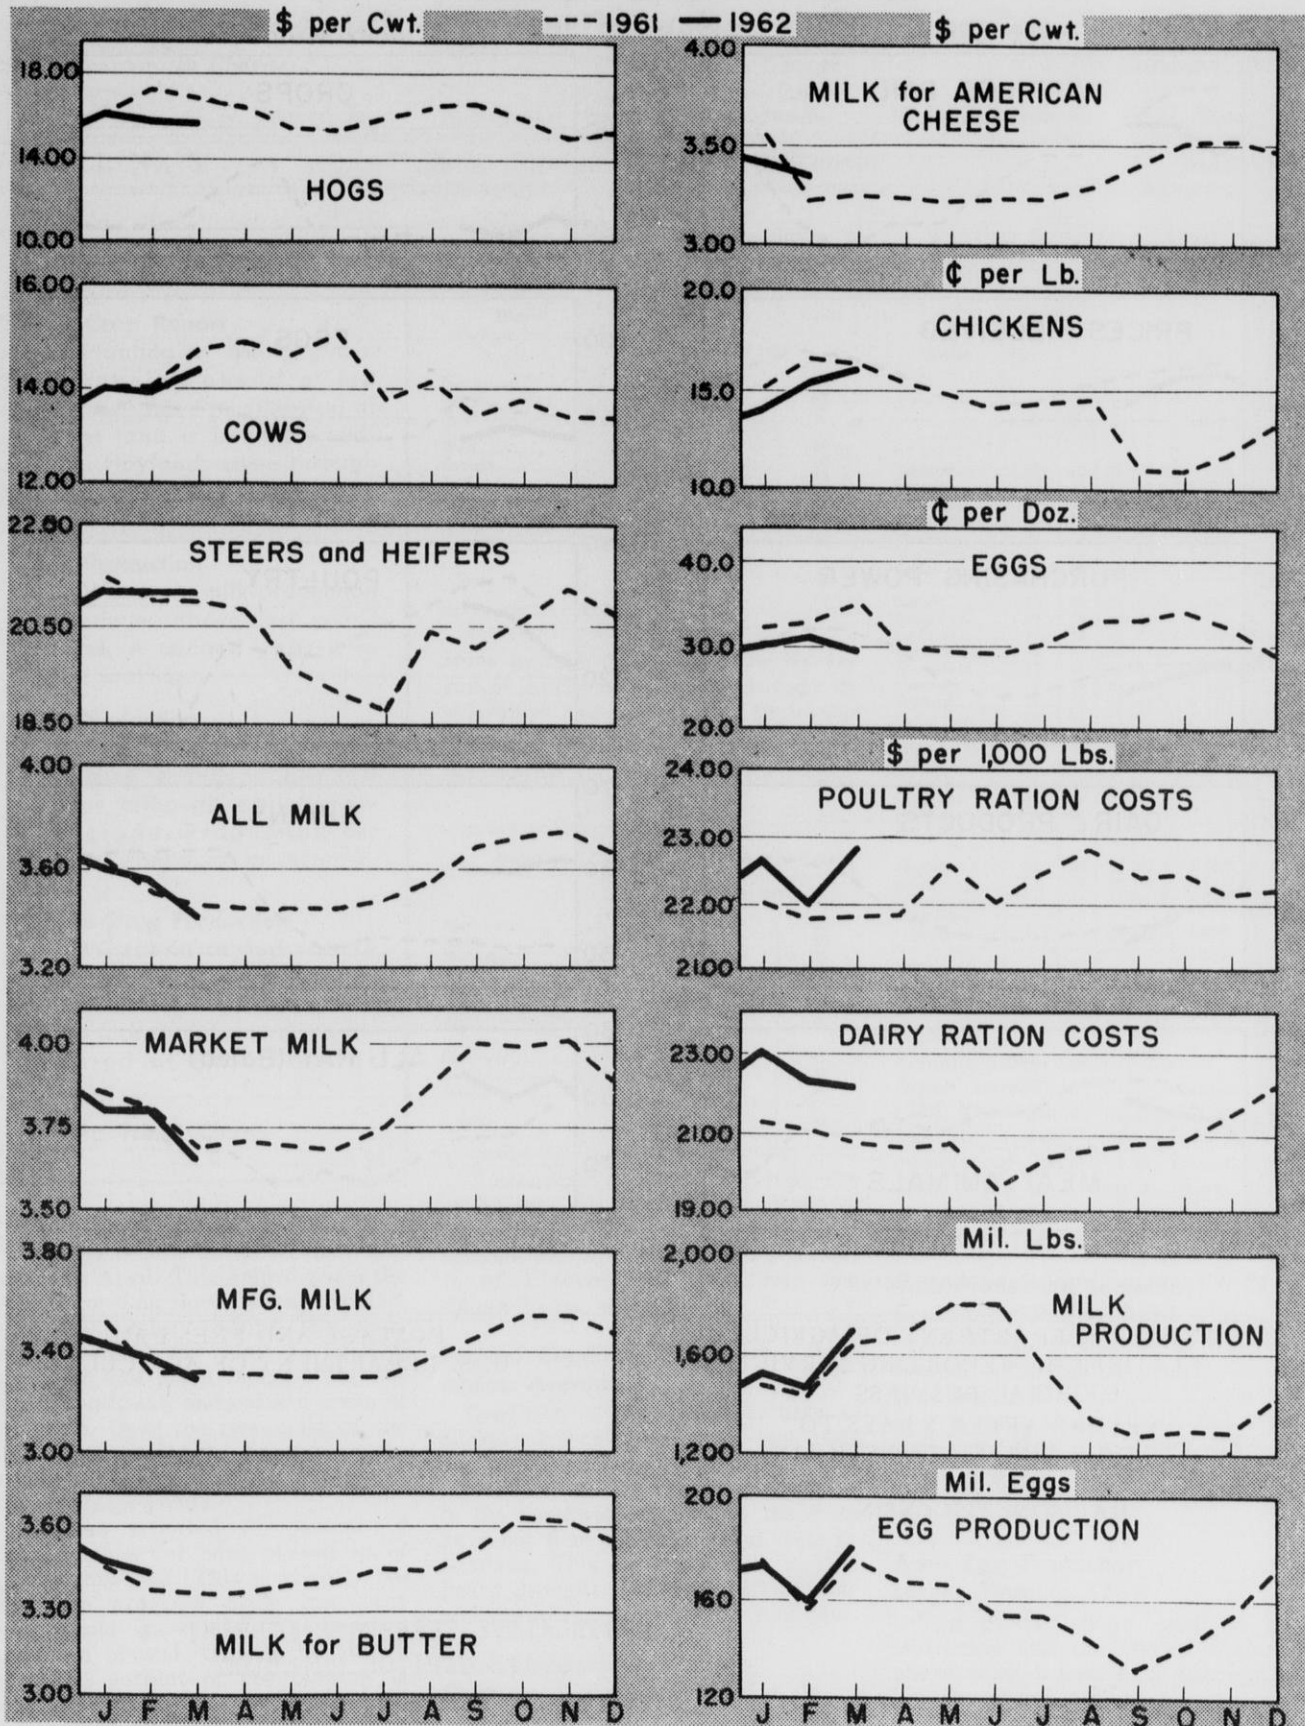 $ per Cwt. ---- 1961 — 1962 $ per Cwt.
18.00
14.00
10.00
HOGS
16.00
14.00
12.00
COWS
22.50
20.50
18.50
STEERS and HEIFERS
4.00
3.60
3.20
ALL MILK
4.00
3.75
3.50
MARKET MILK
3.80
3.40
3.00
MFG. MILK
3.60
3.30
3.00
MILK for BUTTER
J F M A M J J A S O N D
4.00
3.50
3.00
MILK for AMERICAN
CHEESE
¢ per Lb.
20.0
15.0
10.0
CHICKENS
¢ per Doz.
40.0
30.0
20.0
EGGS
$ per 1,000 Lbs.
24.00
23.00
22.00
21.00
POULTRY RATION COSTS
23.00
21.00
19.00
DAIRY RATION COSTS
Mil. Lbs.
2,000
1,600
1,200
MILK
PRODUCTION
Mil. Eggs
200
160
120
EGG PRODUCTION
J F M A M J J A S O N D